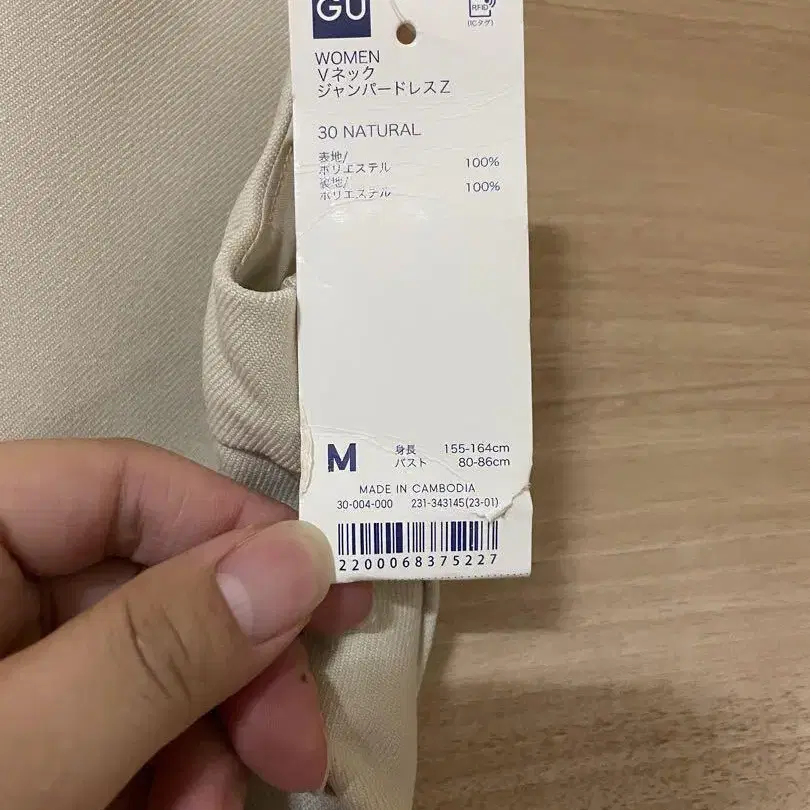 GU
RFID
(ICタグ)
WOMEN
Vネック
ジャンパードレスZ
30 NATURAL
表地/
ポリエステル 100%
裏地/
ポリエステル 100%
M 身長 155-164cm
バスト 80-86cm
MADE IN CAMBODIA
30-004-000 231-343145(23-01)
2200068375227